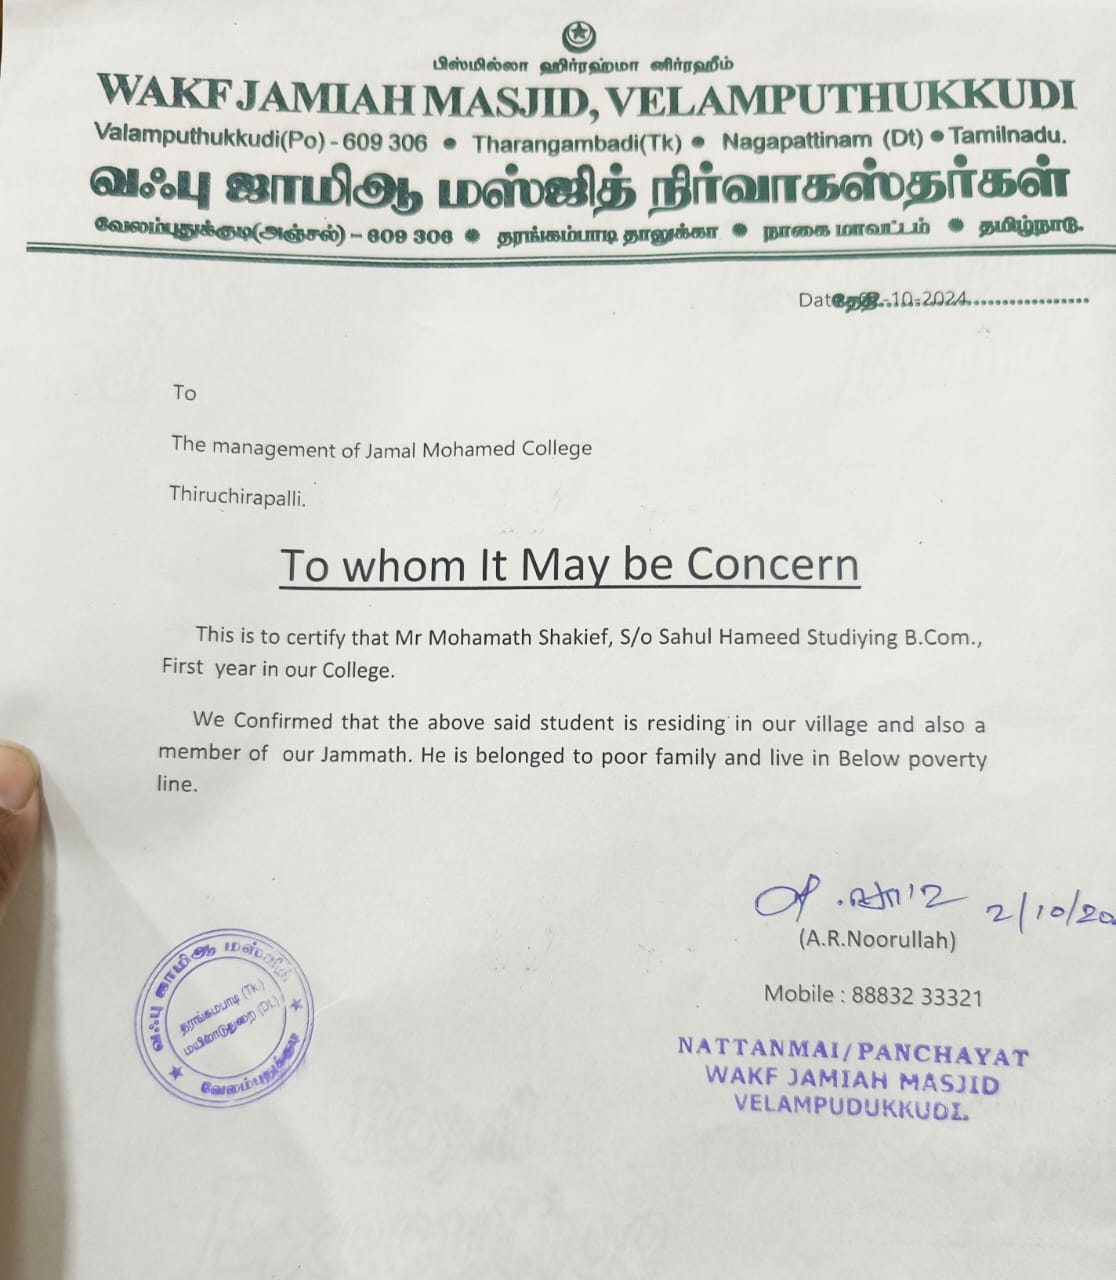 பிஸ்மில்லா ஹிர்ரஹ்மா னிர்ரஹீம்
WAKF JAMIAH MASJID, VELAMPUTHUKKUDI
Valamputhukkudi(Po) - 609 306 ● Tharangambadi(Tk) ● Nagapattinam (Dt) ● Tamilnadu.
வஃபு ஜாமிஆ மஸ்ஜித் நிர்வாகஸ்தர்கள்
வேலம்புதுக்குடி(அஞ்சல்) – 609 306 ✹ தரங்கம்பாடி தாலுக்கா ✹ நாகை மாவட்டம் ✹ தமிழ்நாடு.
-10-2024
To
The management of Jamal Mohamed College
Thiruchirapalli.
To whom It May be Concern
This is to certify that Mr Mohamath Shakief, S/o Sahul Hameed Studiying B.Com.,
First year in our College.
We Confirmed that the above said student is residing in our village and also a
member of our Jammath. He is belonged to poor family and live in Below poverty
line.
2/10/20
(A.R.Noorullah)
Mobile : 88832 33321
NATTANMAI/PANCHAYAT
WAKF JAMIAH MASJID
VELAMPUDUKKUDI.
வஃபு ஜாமிஆ மஸ்ஜித்
தரங்கம்பாடி (Tk.)
மயிலாடுதுறை (Dt.)
வேலம்புதுக்குடி